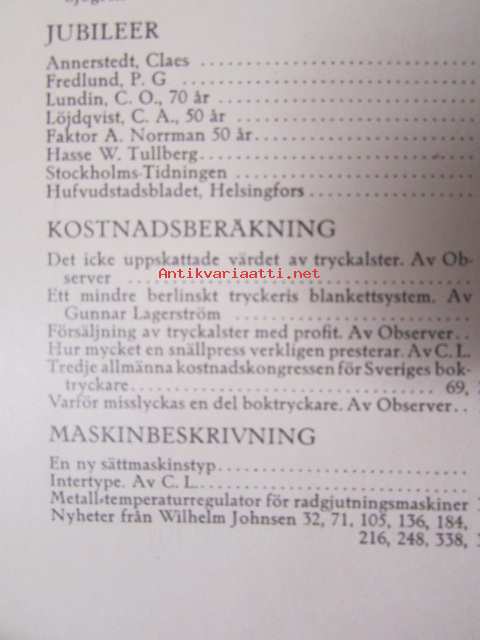 JUBILEER
Annerstedt, Claes ............
Fredlund, P. G ............
Lundin, C. O., 70 år ............
Löjdqvist, C. A., 50 år ............
Faktor A. Norrman 50 år............
Hasse W. Tullberg............
Stockholms-Tidningen ............
Hufvudstadsbladet, Helsingfors............
KOSTNADSBERÄKNING
Det icke uppskattade värdet av tryckalster. Av Ob-
server ............
Antikvariaatti.net
Ett mindre berlinskt tryckeris blankettsystem. Av
Gunnar Lagerström ............
Försäljning av tryckalster med profit. Av Observer..
Hur mycket en snällpress verkligen presterar. Av C. L.
Tredje allmänna kostnadskongressen för Sveriges bok-
tryckare............ 69,
Varför misslyckas en del boktryckare. Av Observer..
MASKINBESKRIVNING
En ny sättmaskinstyp............
Intertype. Av C. L............
Metall-temperaturregulator för radgjutningsmaskiner
Nyheter från Wilhelm Johnsen 32, 71, 105, 136, 184,
216, 248, 338,